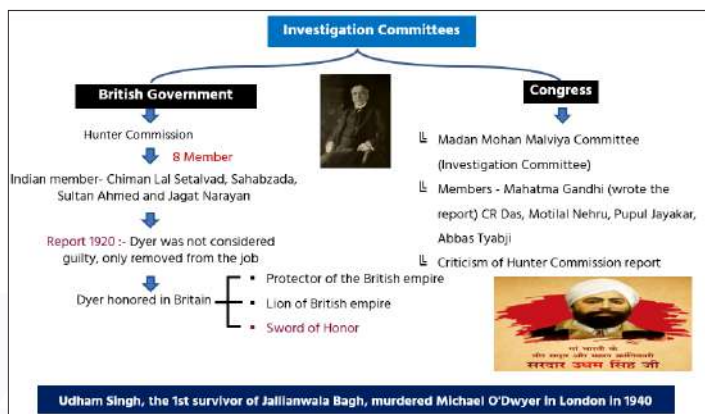 Investigation Committees
British Government
Hunter Commission
8 Member
Indian member- Chiman Lal Setalvad, Sahabzada,
Sultan Ahmed and Jagat Narayan
Report 1920 :- Dyer was not considered
guilty, only removed from the job
Dyer honored in Britain
▪ Protector of the British empire
▪ Lion of British empire
▪ Sword of Honor
Congress
Madan Mohan Malviya Committee
(Investigation Committee)
Members - Mahatma Gandhi (wrote the
report) CR Das, Motilal Nehru, Pupul Jayakar,
Abbas Tyabji
Criticism of Hunter Commission report
मां भारती के
वीर सपूत और महान क्रांतिकारी
सरदार उधम सिंह जी
Udham Singh, the 1st survivor of Jallianwala Bagh, murdered Michael O'Dwyer in London in 1940